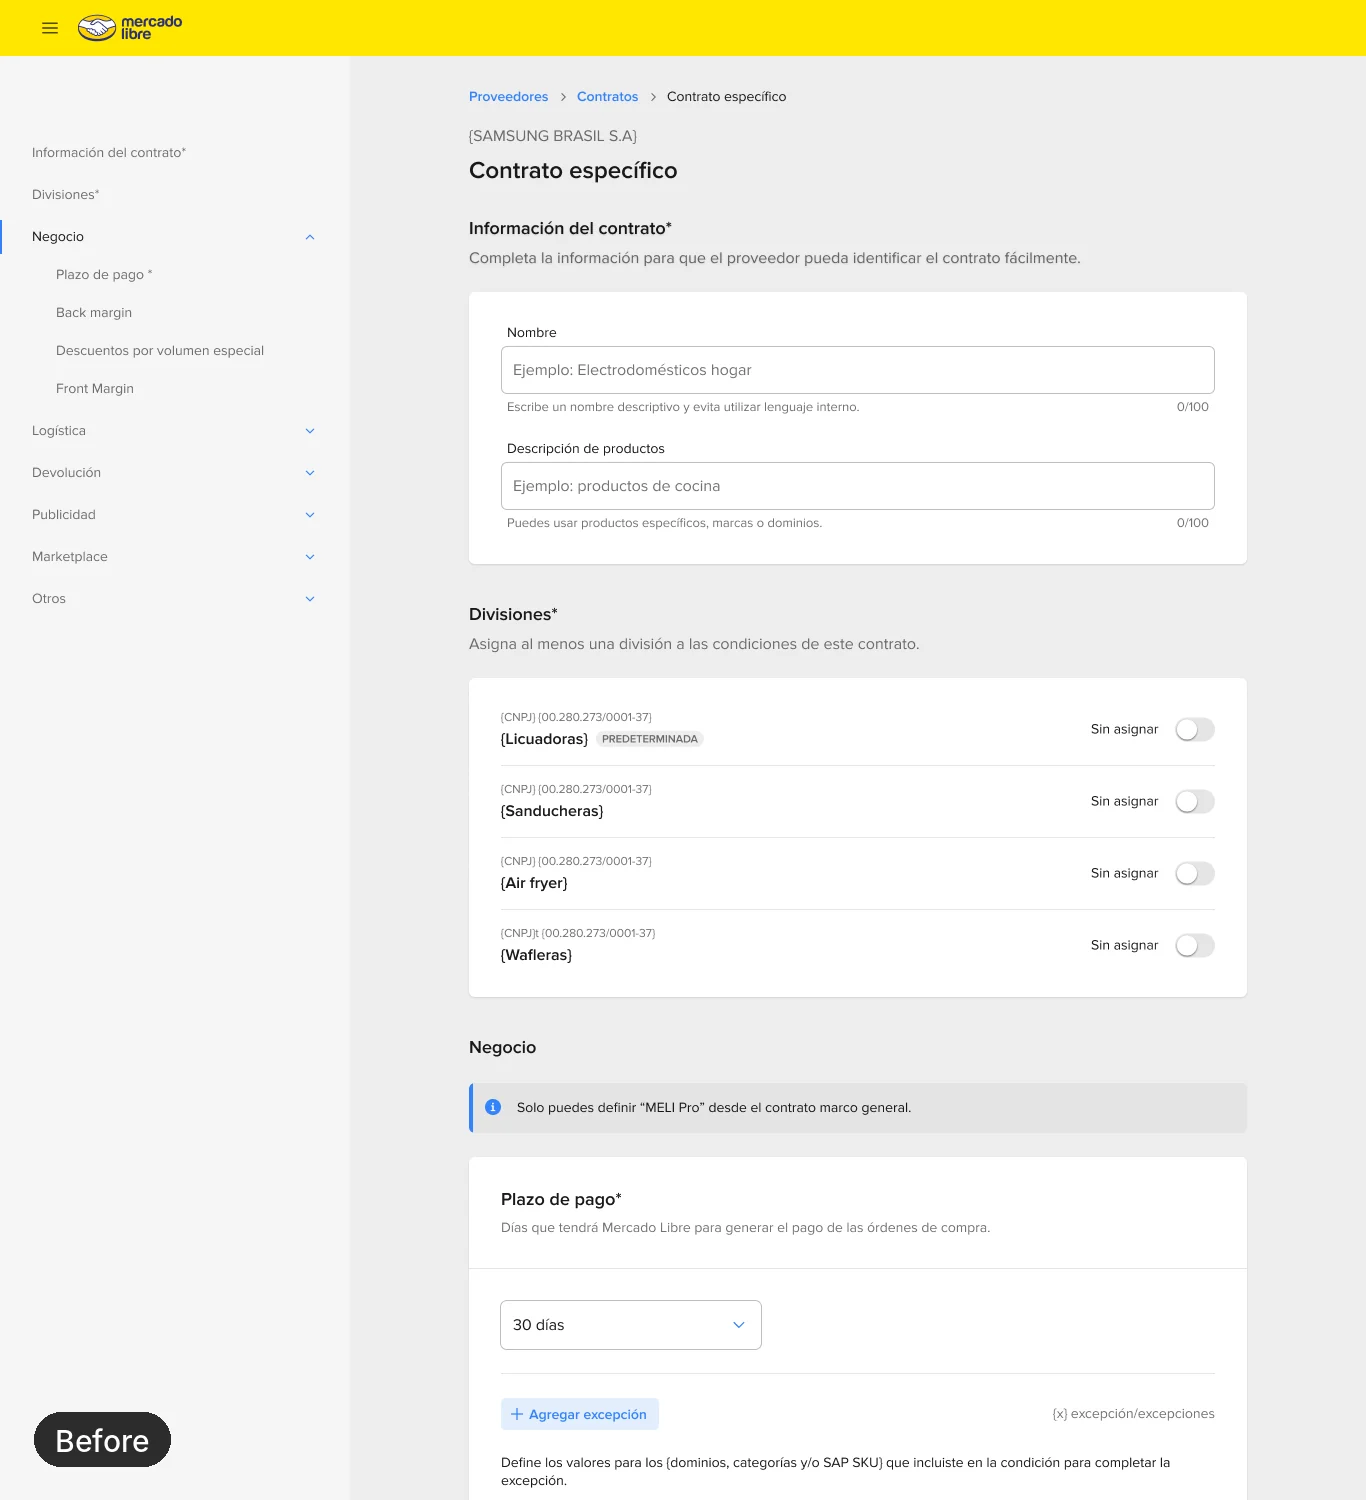 mercado
libre
Información del contrato*
Divisiones*
Negocio
Plazo de pago *
Back margin
Descuentos por volumen especial
Front Margin
Logística
Devolución
Publicidad
Marketplace
Otros
Proveedores > Contratos > Contrato específico
{SAMSUNG BRASIL S.A}
Contrato específico
Información del contrato*
Completa la información para que el proveedor pueda identificar el contrato fácilmente.
Nombre
Ejemplo: Electrodomésticos hogar
Escribe un nombre descriptivo y evita utilizar lenguaje interno. 0/100
Descripción de productos
Ejemplo: productos de cocina
Puedes usar productos específicos, marcas o dominios. 0/100
Divisiones*
Asigna al menos una división a las condiciones de este contrato.
{CNPJ} {00.280.273/0001-37}
{Licuadoras} PREDETERMINADA
Sin asignar
{CNPJ} {00.280.273/0001-37}
{Sanducheras}
Sin asignar
{CNPJ} {00.280.273/0001-37}
{Air fryer}
Sin asignar
{CNPJ}t {00.280.273/0001-37}
{Wafleras}
Sin asignar
Negocio
Solo puedes definir “MELI Pro” desde el contrato marco general.
Plazo de pago*
Días que tendrá Mercado Libre para generar el pago de las órdenes de compra.
30 días
+ Agregar excepción
{x} excepción/excepciones
Define los valores para los {dominios, categorías y/o SAP SKU} que incluiste en la condición para completar la
excepción.
Before